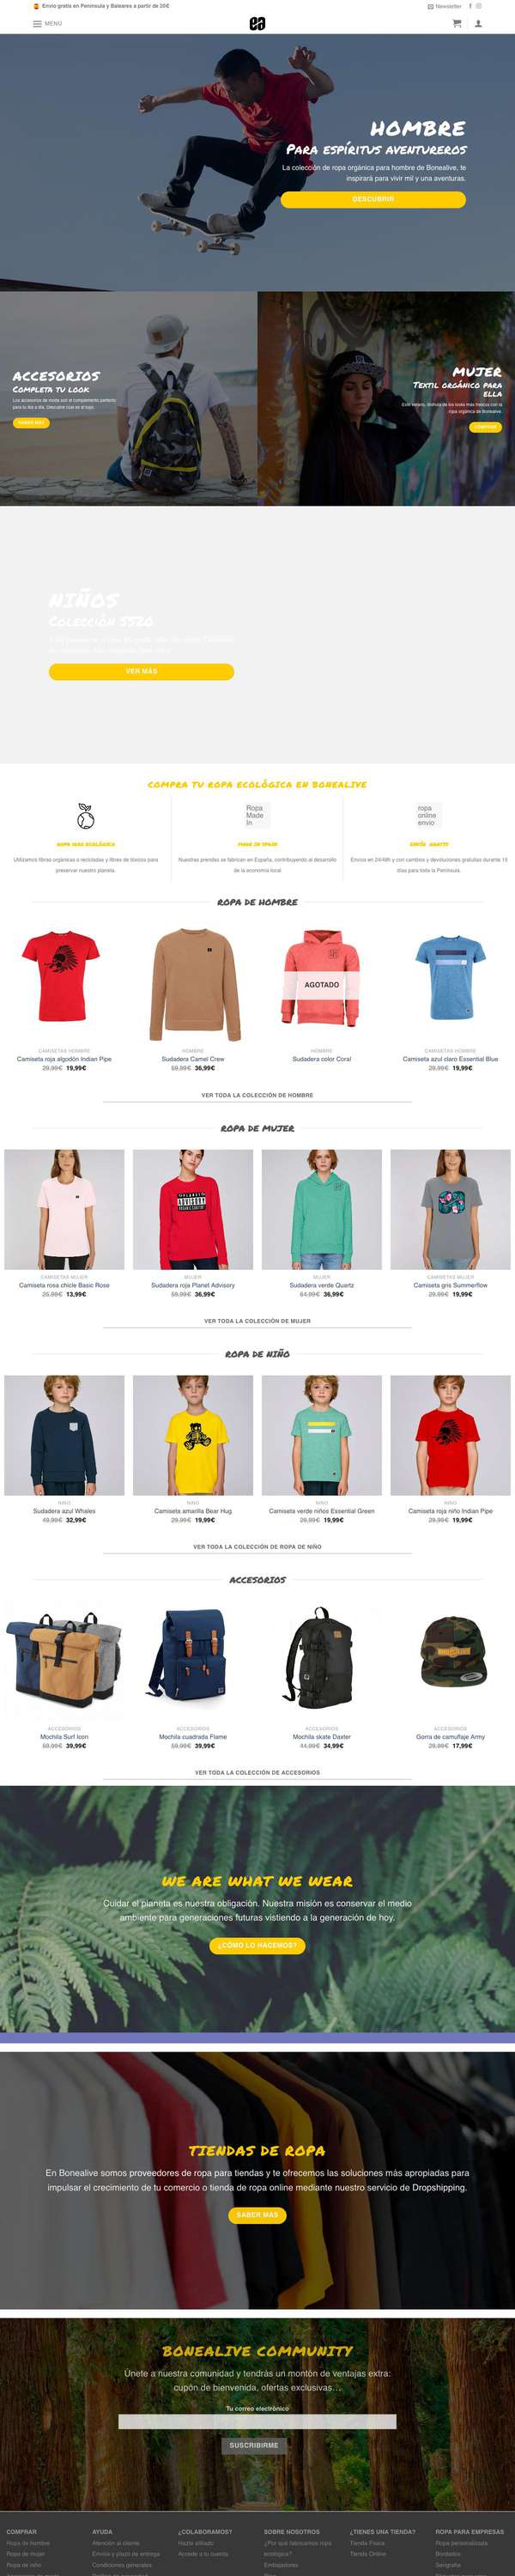 Envío gratis en Península y Baleares a partir de 20€
Newsletter
MENÚ
HOMBRE
PARA ESPÍRITUS AVENTUREROS
La colección de ropa orgánica para hombre de Bonealive, te
inspirará para vivir mil y una aventuras.
DESCUBRIR
ACCESORIOS
COMPLETA TU LOOK
Los accesorios de moda son el complemento perfecto
para tu día a día. Descubre cual es el tuyo.
MUJER
TEXTIL ORGÁNICO PARA
ELLA
ropa orgánica de Bonealive.
COMPRAR
NIÑOS
COLECCIÓN SS20
VER MÁS
COMPRA TU ROPA ECOLÓGICA EN BONEALIVE
Ropa
Made
In
ropa
online
envio
ROPA 100% ECOLÓGICA
MADE IN SPAIN
ENVÍO GRATIS
Utilizamos fibras orgánicas o recicladas y libres de tóxicos para
preservar nuestro planeta.
Nuestras prendas se fabrican en España, contribuyendo al desarrollo
de la economía local
Envíos en 24/48h y con cambios y devoluciones gratuitas durante 15
días para toda la Península
ROPA DE HOMBRE
AGOTADO
CAMISETAS HOMBRE
Camiseta roja algodón Indian Pipe
29,99€ 19,99€
HOMBRE
Sudadera Camel Crew
59,99€ 36,99€
HOMBRE
Sudadera color Coral
CAMISETAS HOMBRE
Camiseta azul claro Essential Blue
29,99€ 19,99€
VER TODA LA COLECCIÓN DE HOMBRE
ROPA DE MUJER
ADVISORY
CAMISETAS MUJER
Camiseta rosa chicle Basic Rose
25,99€ 13,99€
MUJER
Sudadera roja Planet Advisory
59,99€ 36,99€
MUJER
Sudadera verde Quartz
64,99€ 36,99€
CAMISETAS MUJER
Camiseta gris Summerflow
29,99€ 19,99€
VER TODA LA COLECCIÓN DE MUJER
ROPA DE NIÑO
NIÑO
Sudadera azul Whales
49,99€ 32,99€
NIÑO
Camiseta amarilla Bear Hug
29,99€ 19,99€
NIÑO
Camiseta verde niños Essential Green
29,99€ 19,99€
NIÑO
Camiseta roja niño Indian Pipe
29,99€ 19,99€
VER TODA LA COLECCIÓN DE ROPA DE NIÑO
ACCESORIOS
ACCESORIOS
Mochila Surf Icon
59,99€ 39,99€
ACCESORIOS
Mochila cuadrada Flame
59,99€ 39,99€
ACCESORIOS
Mochila skate Daxter
44,99€ 34,99€
ACCESORIOS
Gorra de camuflaje Army
29,99€ 17,99€
VER TODA LA COLECCIÓN DE ACCESORIOS
WE ARE WHAT WE WEAR
Cuidar el planeta es nuestra obligación. Nuestra misión es conservar el medio
ambiente para generaciones futuras vistiendo a la generación de hoy.
¿CÓMO LO HACEMOS?
TIENDAS DE ROPA
En Bonealive somos proveedores de ropa para tiendas y te ofrecemos las soluciones más apropiadas para
impulsar el crecimiento de tu comercio o tienda de ropa online mediante nuestro servicio de Dropshipping.
SABER MÁS
BONEALIVE COMMUNITY
Únete a nuestra comunidad y tendrás un montón de ventajas extra:
cupón de bienvenida, ofertas exclusivas…
Tu correo electrónico
SUSCRIBIRME
COMPRAR
Ropa de hombre
Ropa de mujer
Ropa de niño
AYUDA
Atención al cliente
Envíos y plazo de entrega
Condiciones generales
¿COLABORAMOS?
Hazte afiliado
Accede a tu cuenta
SOBRE NOSOTROS
¿Por qué fabricamos ropa
ecológica?
Embajadores
¿TIENES UNA TIENDA?
Tienda Física
Tienda Online
ROPA PARA EMPRESAS
Ropa personalizada
Bordados
Serigrafía